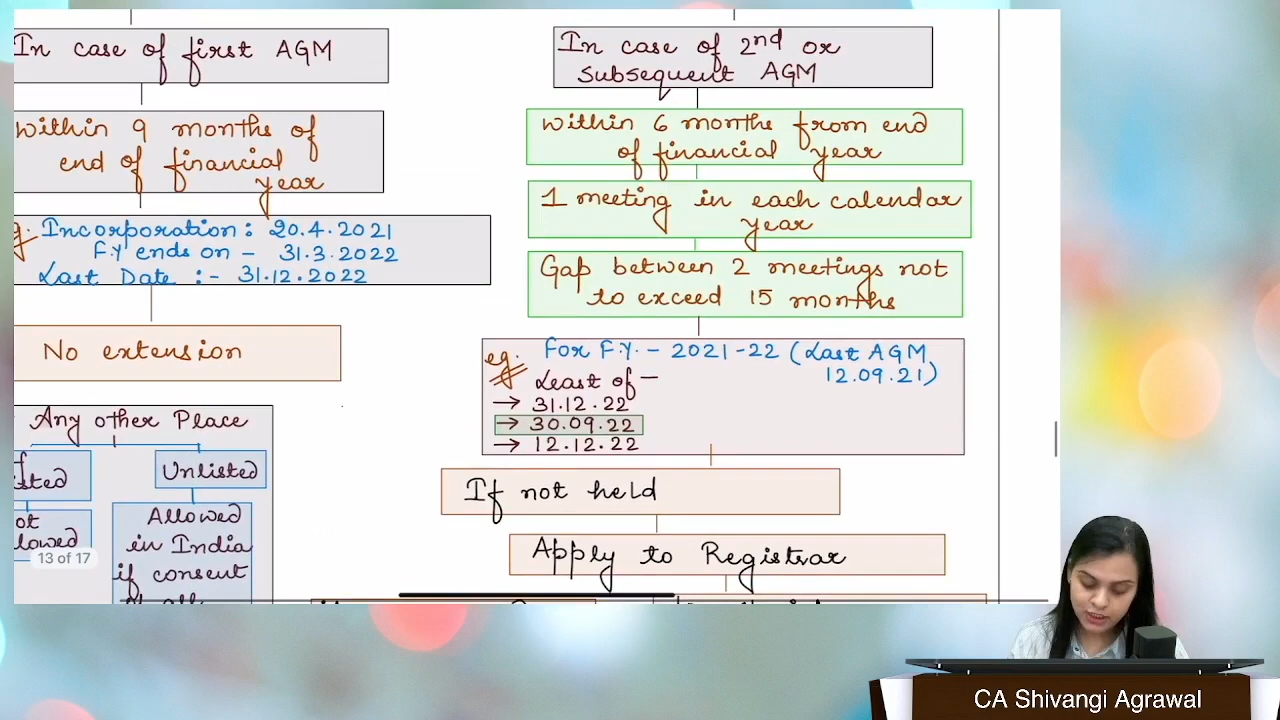 In case of first AGM
within 9 months of
end of financial
year
g. Incorporation: 20.4.2021
F.Y ends on - 31.3.2022
Last Date :- 31.12.2022
No extension
Any other Place
Unlisted
Allowed
in India
if consent
13 of 17
In case of 2nd or
subsequent AGM
within 6 months from end
of financial year
1 meeting in each calendar
year
Gap between 2 meetings not
to exceed 15 months
eg. For F.Y. - 2021-22 (Last AGM
12.09.21)
Least of -
→ 31.12.22
→ 30.09.22
→ 12.12.22
If not held
Apply to Registrar
CA Shivangi Agrawal